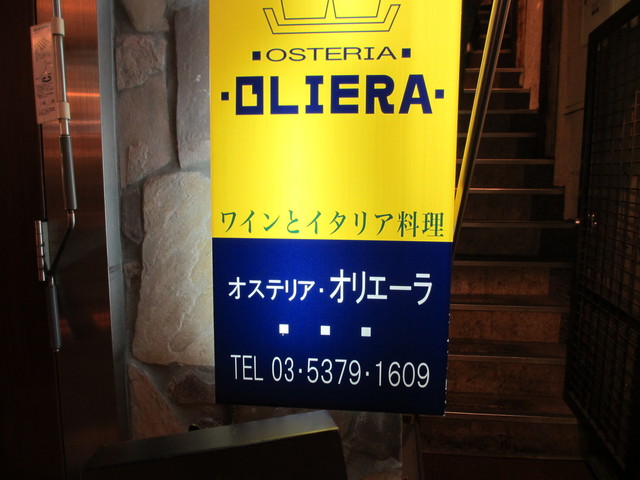 ▪OSTERIA▪
·OLIERA·
ワインとイタリア料理
オステリア・オリエーラ
TEL 03·5379·1609